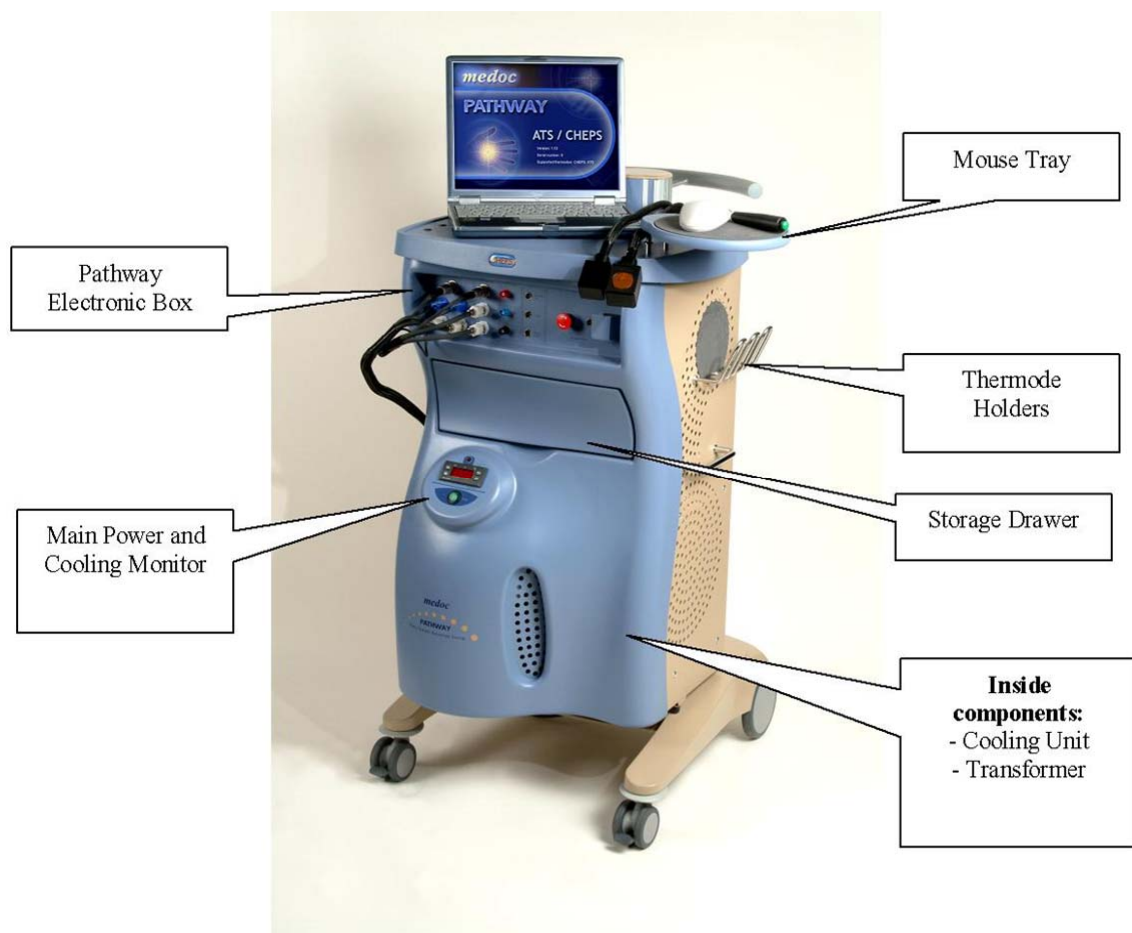 medoc
PATHWAY
ATS / CHEPS
Mouse Tray
Pathway
Electronic Box
Thermode
Holders
Storage Drawer
Main Power and
Cooling Monitor
medoc
PATHWAY
Inside
components:
- Cooling Unit
- Transformer